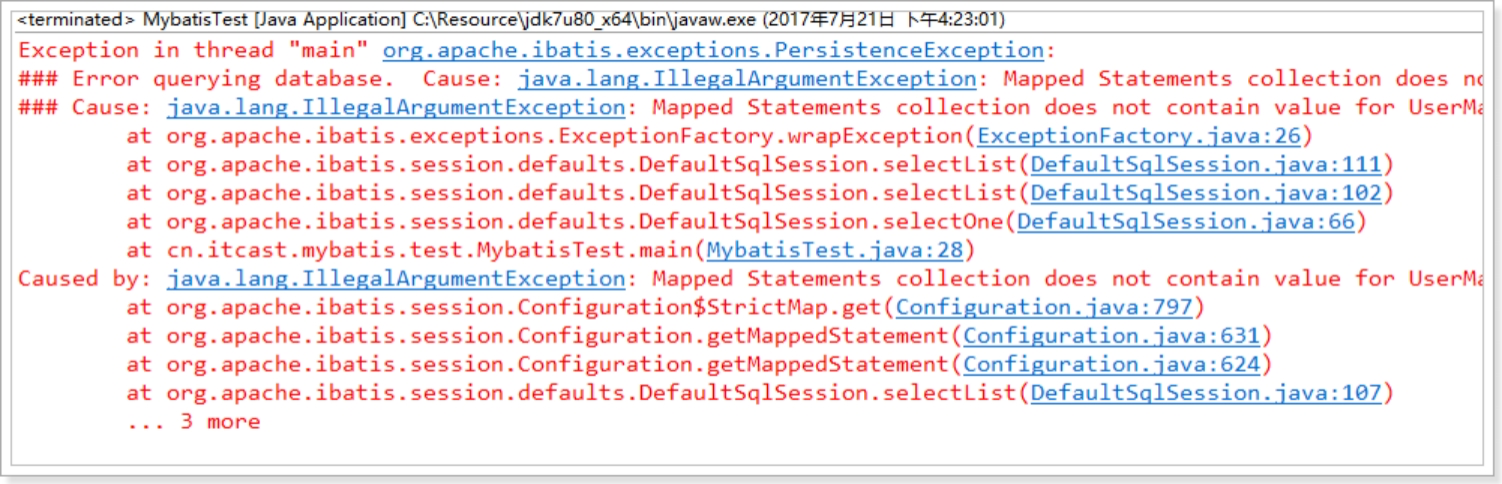 <terminated> MybatisTest [Java Application] C:\Resource\jdk7u80_x64\bin\javaw.exe (2017年7月21日 下午4:23:01)
Exception in thread "main" org.apache.ibatis.exceptions.PersistenceException:
### Error querying database.  Cause: java.lang.IllegalArgumentException: Mapped Statements collection does
### Cause: java.lang.IllegalArgumentException: Mapped Statements collection does not contain value for
at org.apache.ibatis.exceptions.ExceptionFactory.wrapException(ExceptionFactory.java:26)
at org.apache.ibatis.session.defaults.DefaultSqlSession.selectList(DefaultSqlSession.java:111)
at org.apache.ibatis.session.defaults.DefaultSqlSession.selectList(DefaultSqlSession.java:102)
at org.apache.ibatis.session.defaults.DefaultSqlSession.selectOne(DefaultSqlSession.java:66)
at cn.itcast.mybatis.test.MybatisTest.main(MybatisTest.java:28)
Caused by: java.lang.IllegalArgumentException: Mapped Statements collection does not contain value for
at org.apache.ibatis.session.Configuration$StrictMap.get(Configuration.java:797)
at org.apache.ibatis.session.Configuration.getMappedStatement(Configuration.java:631)
at org.apache.ibatis.session.Configuration.getMappedStatement(Configuration.java:624)
at org.apache.ibatis.session.defaults.DefaultSqlSession.selectList(DefaultSqlSession.java:107)
... 3 more